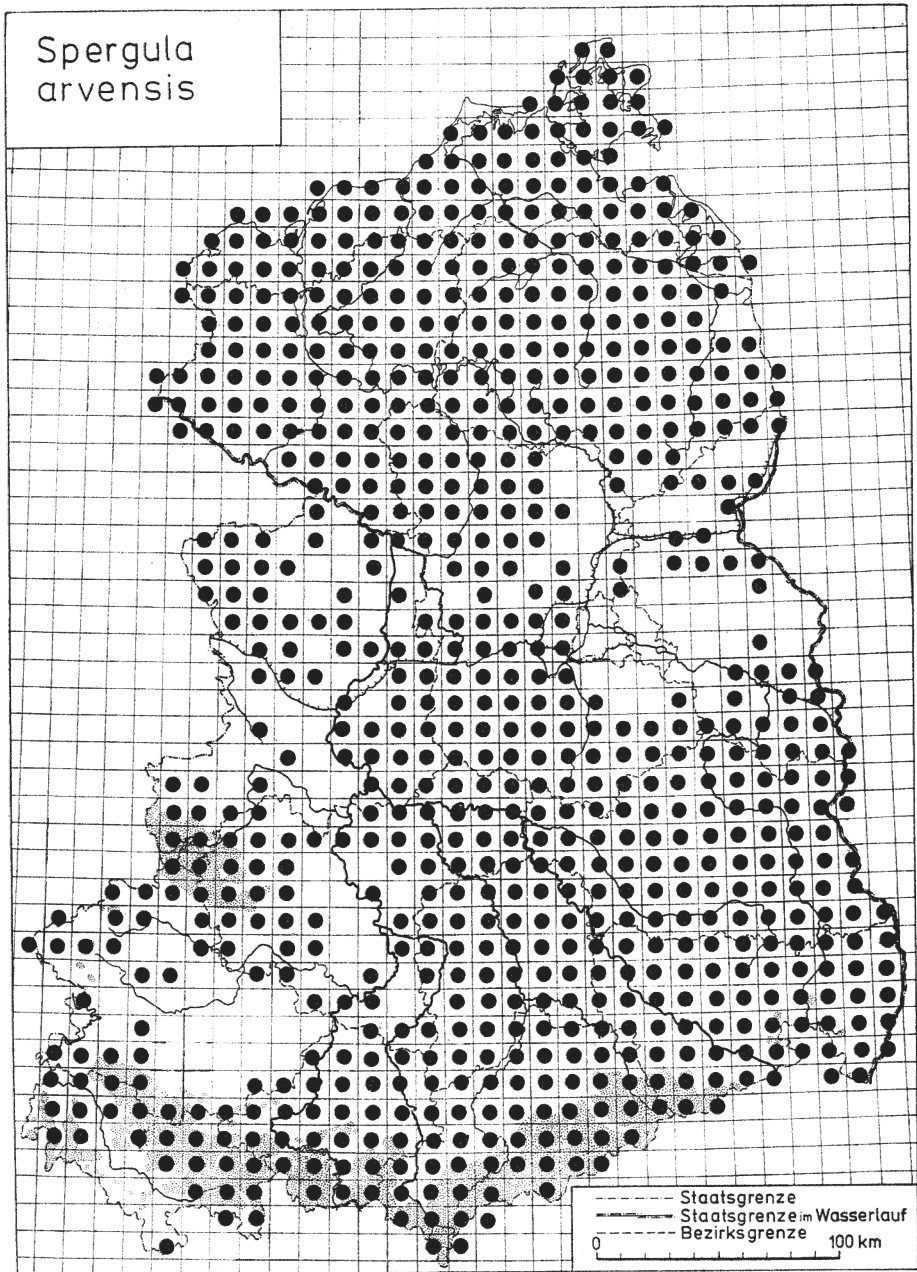 Spergula
arvensis
Staatsgrenze
Staatsgrenze im Wasserlauf
Bezirksgrenze
0 100 km